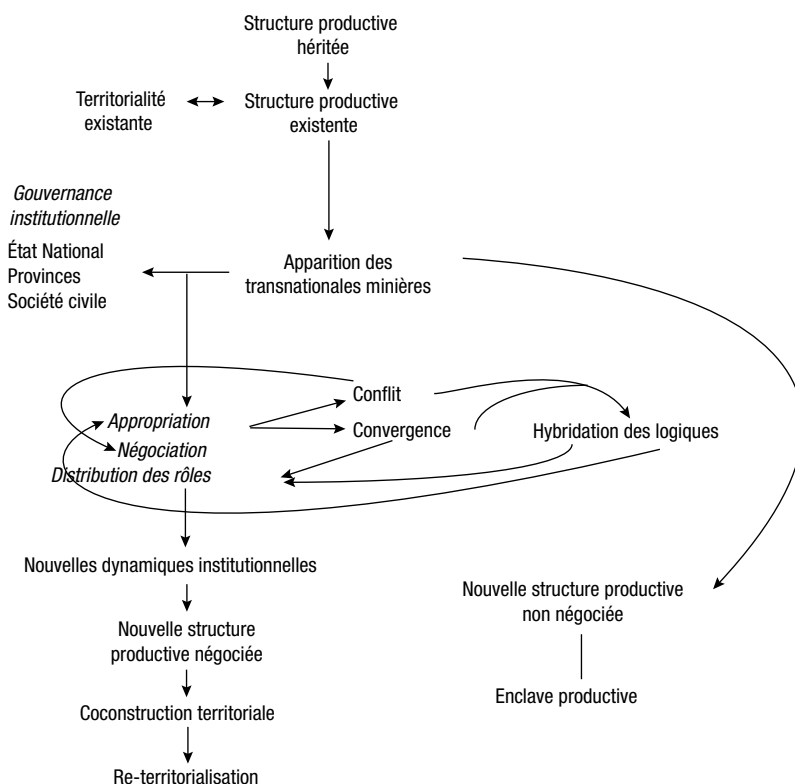 Structure productive
héritée
Territorialité
existante
Structure productive
existente
Gouvernance
institutionnelle
État National
Provinces
Société civile
Apparition des
transnationales minières
Conflit
Appropriation
Convergence
Hybridation des logiques
Négociation
Distribution des rôles
Nouvelles dynamiques institutionnelles
Nouvelle structure productive
non négociée
Nouvelle structure
productive négociée
Enclave productive
Coconstruction territoriale
Re-territorialisation